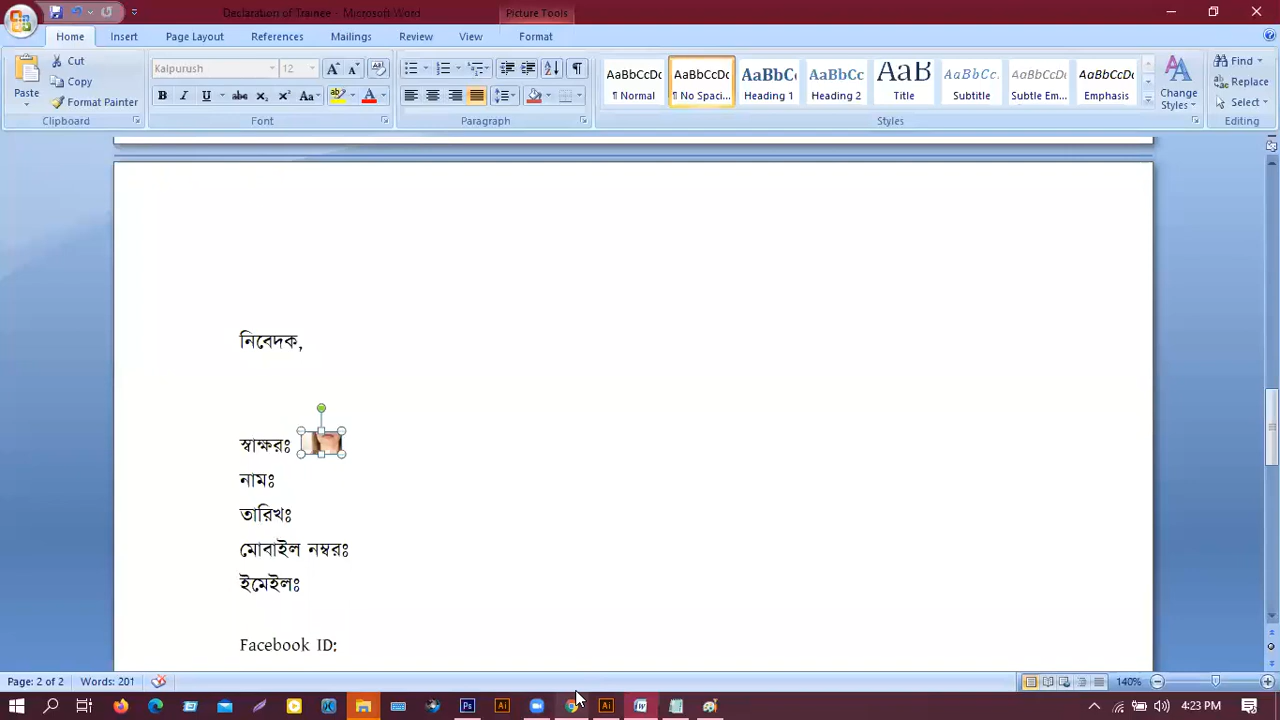 Declaration of Trainee - Microsoft Word
Picture Tools
Home Insert Page Layout References Mailings Review View Format
Paste
Cut
Copy
Format Painter
Clipboard
Kalpurush 12
Font
Paragraph
AaBbCcDc AaBbCcDc AaBbC AaBbCc AaB AaBbCc. AaBbCcDc AaBbCcDc
¶ Normal ¶ No Spaci... Heading 1 Heading 2 Title Subtitle Subtle Em... Emphasis
Change Styles
Styles
Find
Replace
Select
Editing
নিবেদক,
স্বাক্ষরঃ
নামঃ
তারিখঃ
মোবাইল নম্বরঃ
ইমেইলঃ
Facebook ID:
Page: 2 of 2 Words: 201 140%
4:23 PM